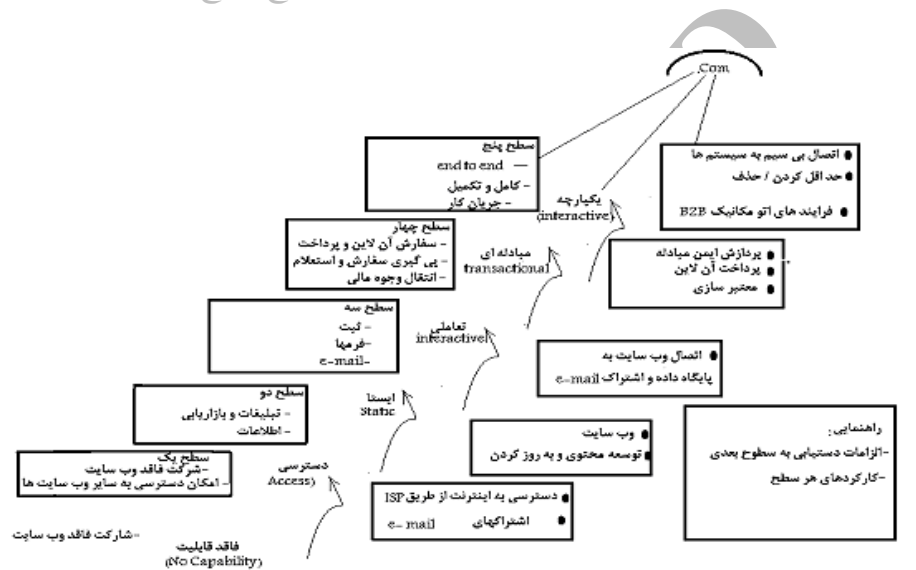 .Com
سطح پنج
end to end —
- کامل و تکمیل
- جریان کار
یکپارچه
(interactive)
● اتصال بی سیم به سیستم ها
● حداقل کردن / حذف
● فرایند های اتو مکانیک B2B
سطح چهار
- سفارش آن لاین و پرداخت
- پی گیری سفارش و استعلام
- انتقال وجوه مالی
مبادله ای
transactional
● پردازش ایمن مبادله
● پرداخت آن لاین
● معتبر سازی
سطح سه
- ثبت
-فرمها
e-mail-
تعاملی
interactive)
● اتصال وب سایت به
پایگاه داده و اشتراک e-mail
سطح دو
- تبلیغات و بازاریابی
- اطلاعات
ایستا
Static
● وب سایت
● توسعه محتوی و به روز کردن
سطح یک
-شرکت فاقد وب سایت
- امکان دسترسی به سایر وب سایت ها
دسترسی
Access)
● دسترسی به اینترنت از طریق ISP
● اشتراکهای e- mail
-شارکت فاقد وب سایت
فاقد قابلیت
(No Capability)
راهنمایی:
-الزامات دستیابی به سطوح بعدی
-کارکردهای هر سطح